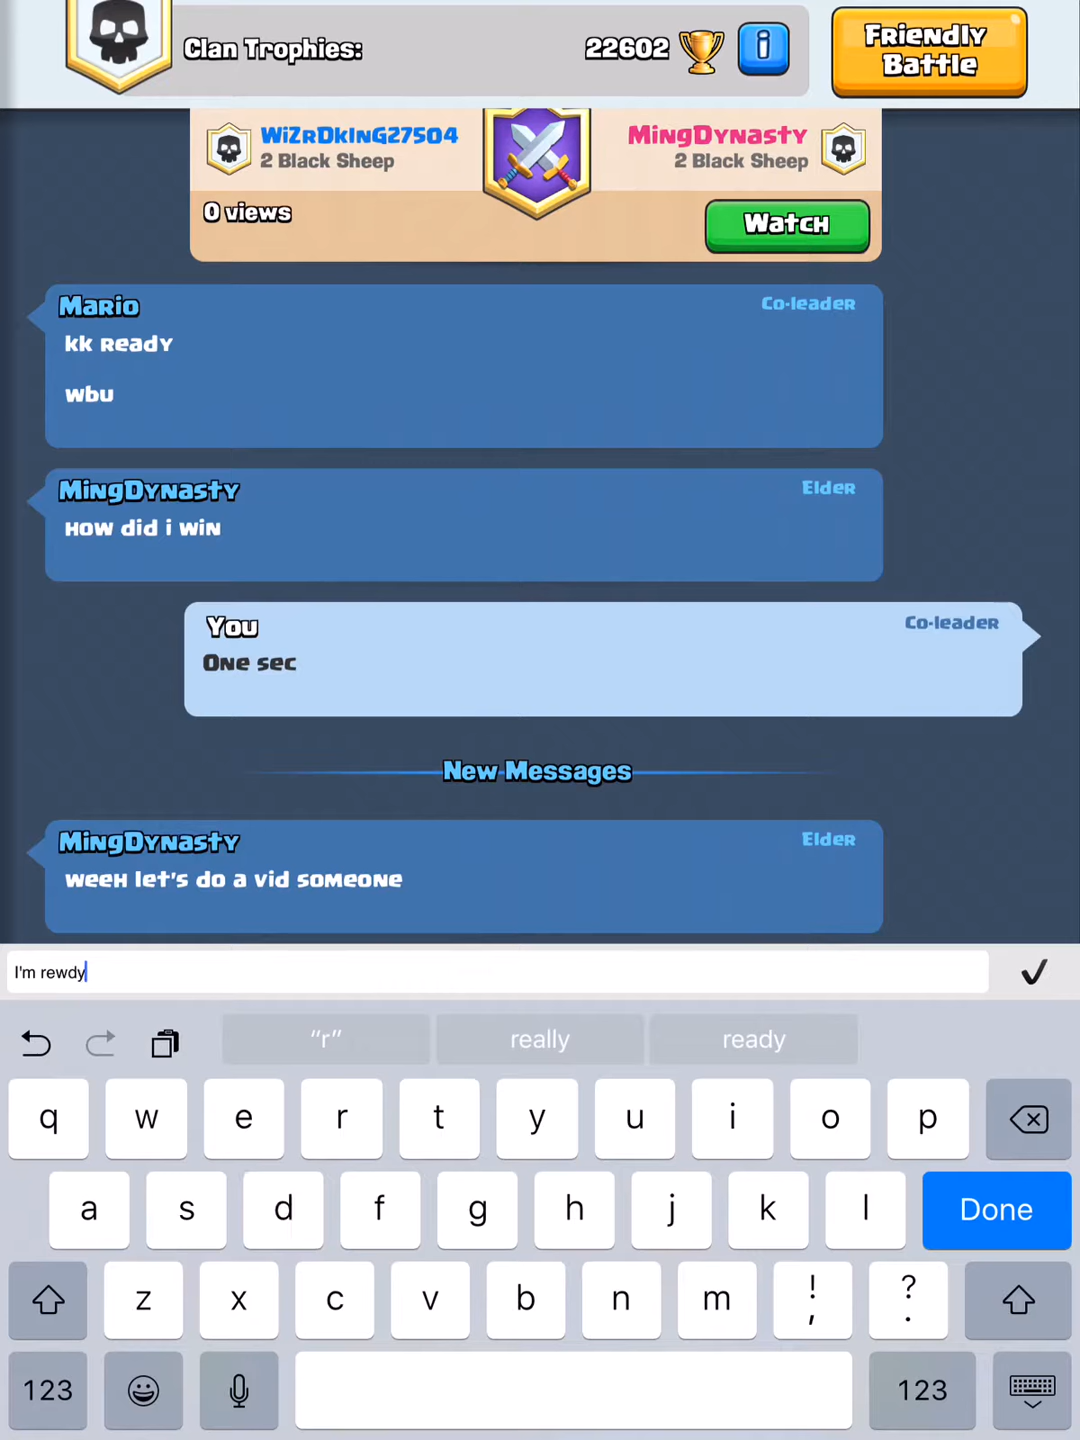 Clan Trophies:
22602
i
Friendly
Battle
WiZrDkING27504
2 Black Sheep
MingDynasty
2 Black Sheep
0 views
Watch
Mario
Co-leader
kk ready
wbu
MingDynasty
Elder
How did i win
You
Co-leader
One sec
New Messages
MingDynasty
Elder
weeh let's do a vid someone
I'm rewdy
“r”
really
ready
q w e r t y u i o p
a s d f g h j k l Done
z x c v b n m ! , ? .
123
123